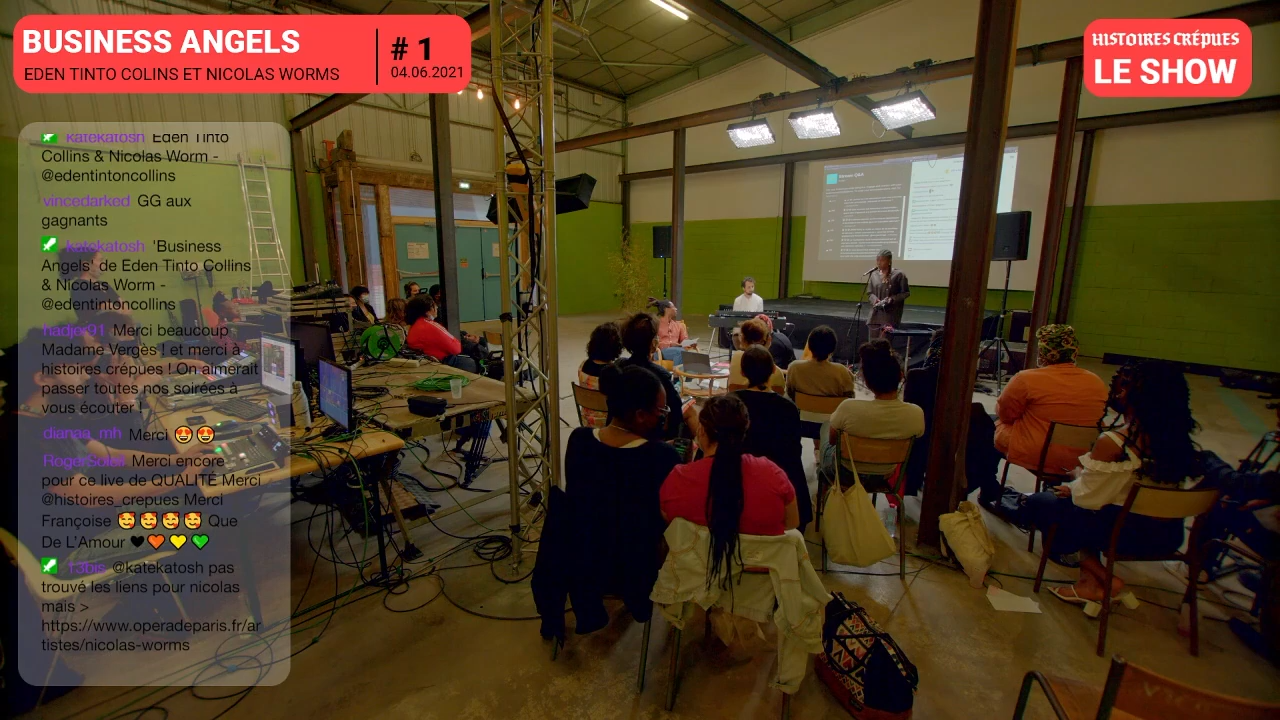 BUSINESS ANGELS
EDEN TINTO COLINS ET NICOLAS WORMS
# 1
04.06.2021
HISTOIRES CRÉPUES
LE SHOW
katekatosh Eden Tinto
Collins & Nicolas Worm -
@edentintoncollins
vincedarked GG aux
gagnants
katekatosh 'Business
Angels' de Eden Tinto Collins
& Nicolas Worm -
@edentintoncollins
hadjer91 Merci beaucoup
Madame Vergès ! et merci à
histoires crépues ! On aimerait
passer toutes nos soirées à
vous écouter !
dianaa_mh Merci 😍 😍
Merci encore
pour ce live de QUALITÉ Merci
@histoires_crepues Merci
Françoise 🥰 🥰 🥰 🥰 Que
De L'Amour 🖤 🧡 💛 💚
13bis @katekatosh pas
trouvé les liens pour nicolas
mais >
https://www.operadeparis.fr/ar
tistes/nicolas-worms